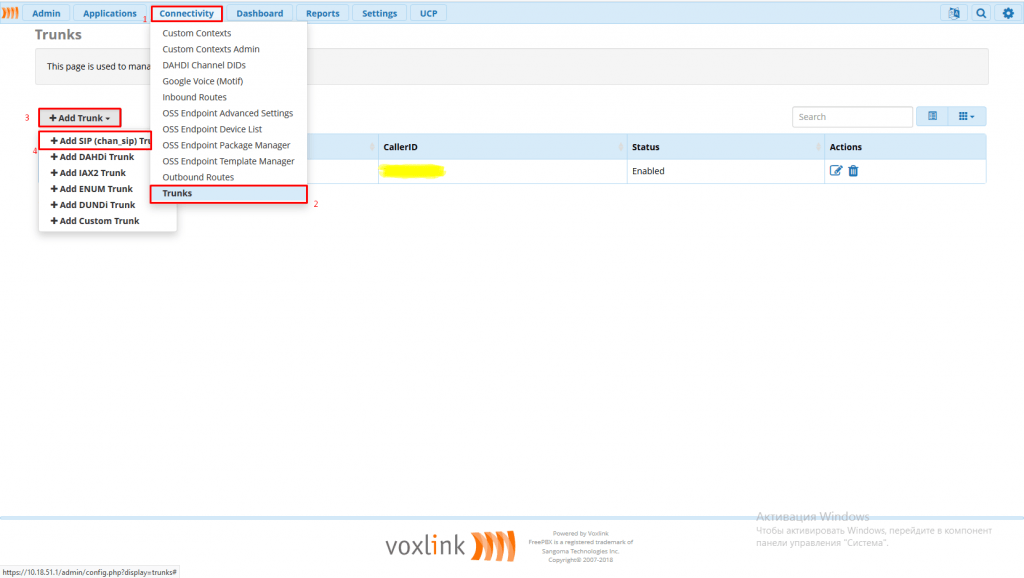 Admin Applications 1 Connectivity Dashboard Reports Settings UCP
Trunks
This page is used to mana
Custom Contexts
Custom Contexts Admin
DAHDI Channel DIDs
Google Voice (Motif)
Inbound Routes
OSS Endpoint Advanced Settings
OSS Endpoint Device List
OSS Endpoint Package Manager
OSS Endpoint Template Manager
Outbound Routes
Trunks
2
3 + Add Trunk
Search
4 + Add SIP (chan_sip) Tru
+ Add DAHDi Trunk
+ Add IAX2 Trunk
+ Add ENUM Trunk
+ Add DUNDi Trunk
+ Add Custom Trunk
CallerID Status Actions
Enabled
voxlink
Powered by Voxlink
FreePBX is a registered trademark of
Sangoma Technologies Inc.
Copyright© 2007-2018
Активация Windows
Чтобы активировать Windows, перейдите в компонент
панели управления "Система".
https://10.18.51.1/admin/config.php?display=trunks#